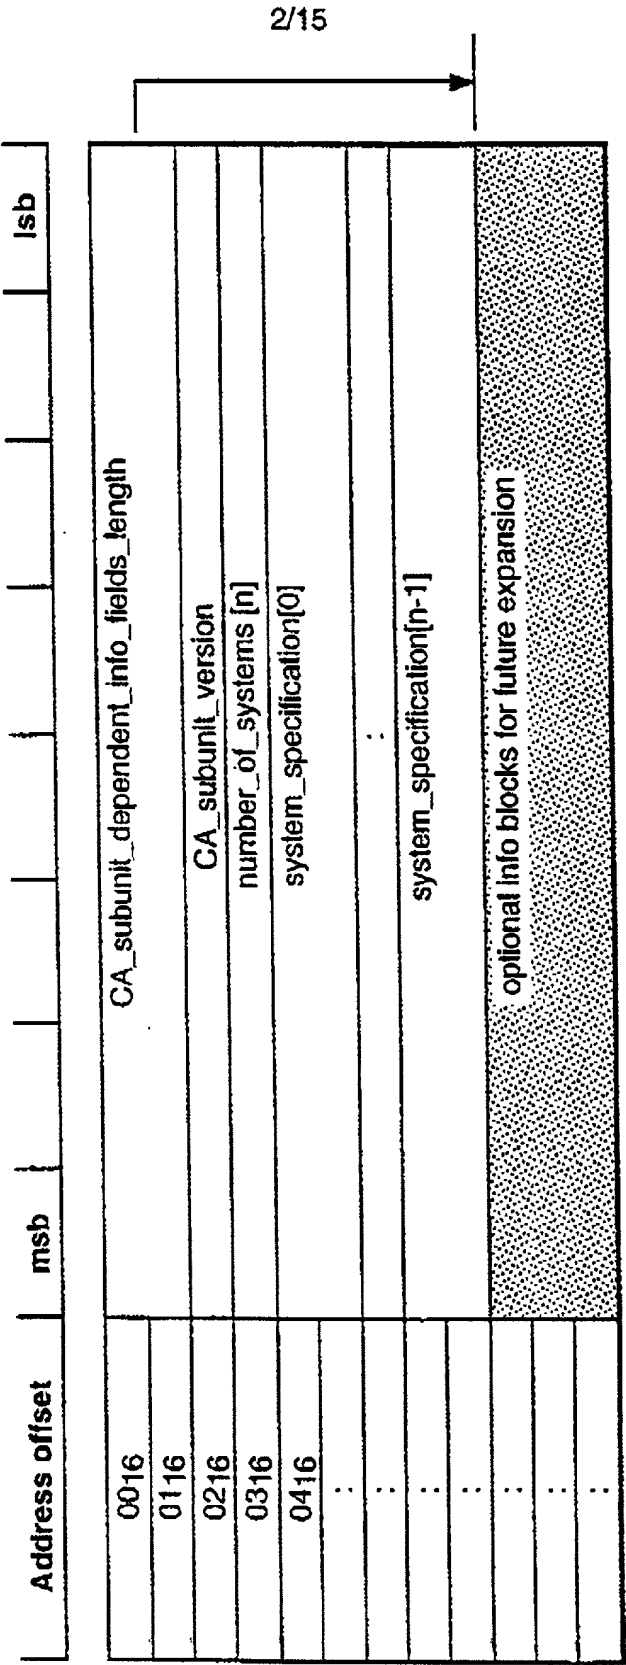 2/15
Address offset msb lsb
0016 CA_subunit_dependent_info_fields_length
0116
0216 CA_subunit_version
0316 number_of_systems [n]
0416 system_specification[0]
:
: :
: system_specification[n-1]
:
: optional info blocks for future expansion
:
: